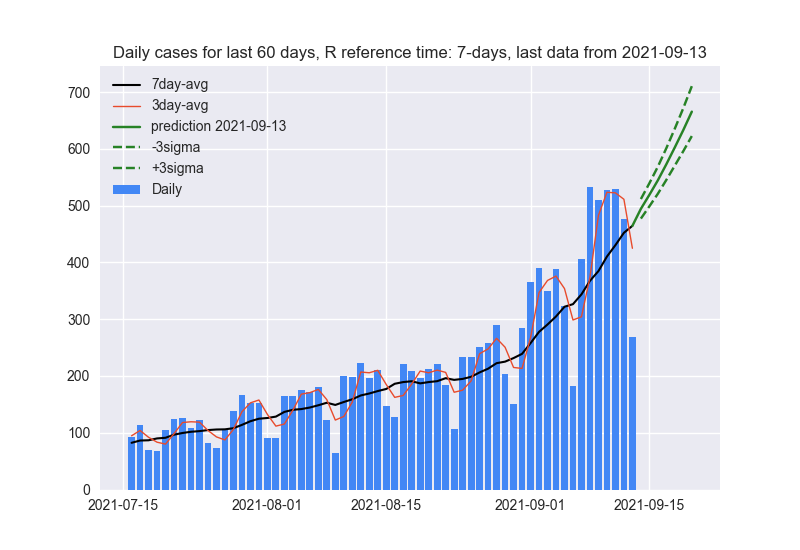 Daily cases for last 60 days, R reference time: 7-days, last data from 2021-09-13
7day-avg
3day-avg
prediction 2021-09-13
-3sigma
+3sigma
Daily
700
600
500
400
300
200
100
0
2021-07-15
2021-08-01
2021-08-15
2021-09-01
2021-09-15